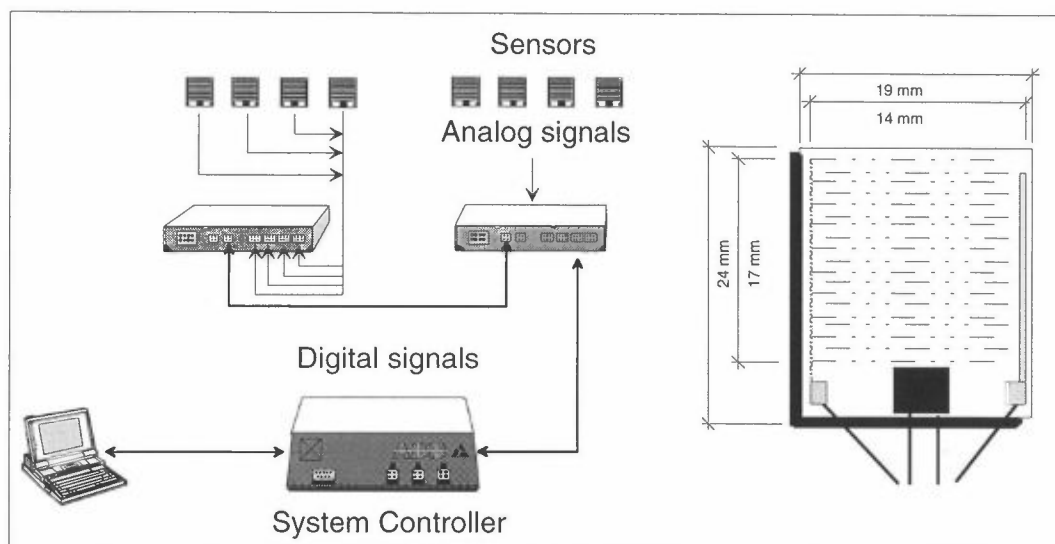 Sensors
Analog signals
19 mm
14 mm
24 mm
17 mm
Digital signals
System Controller